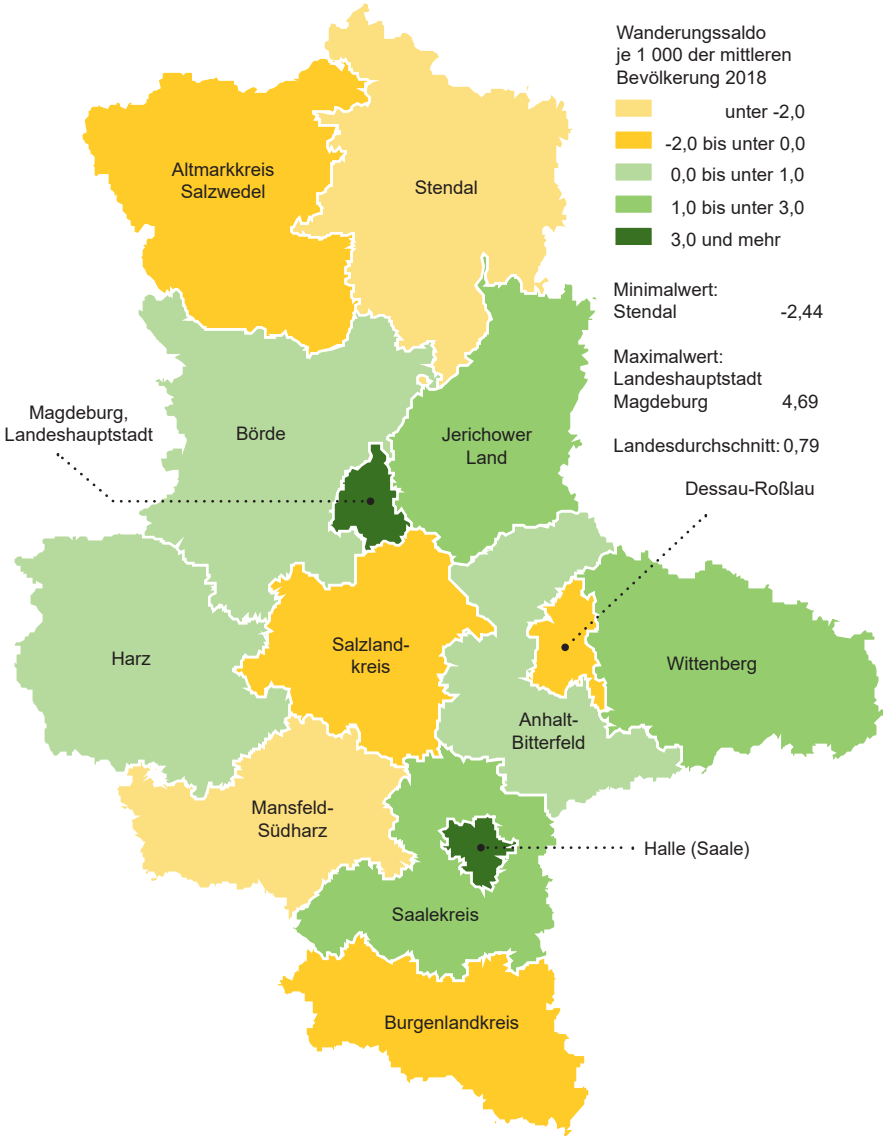 Wanderungssaldo
je 1 000 der mittleren
Bevölkerung 2018
unter -2,0
-2,0 bis unter 0,0
0,0 bis unter 1,0
1,0 bis unter 3,0
3,0 und mehr
Minimalwert:
Stendal -2,44
Maximalwert:
Landeshauptstadt
Magdeburg 4,69
Landesdurchschnitt: 0,79
Altmarkkreis
Salzwedel
Stendal
Magdeburg,
Landeshauptstadt
Börde
Jerichower
Land
Dessau-Roßlau
Harz
Salzland-
kreis
Wittenberg
Anhalt-
Bitterfeld
Mansfeld-
Südharz
Halle (Saale)
Saalekreis
Burgenlandkreis